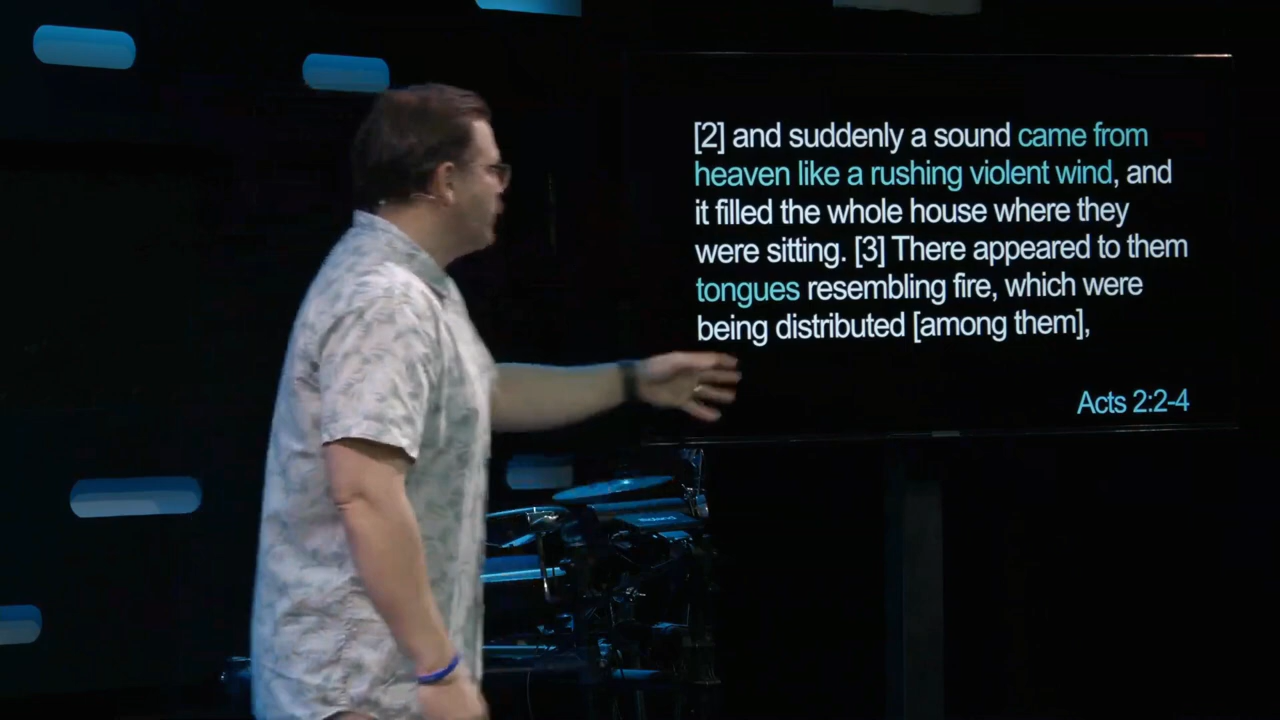 [2] and suddenly a sound came from
heaven like a rushing violent wind, and
it filled the whole house where they
were sitting. [3] There appeared to them
tongues resembling fire, which were
being distributed [among them],
Acts 2:2-4